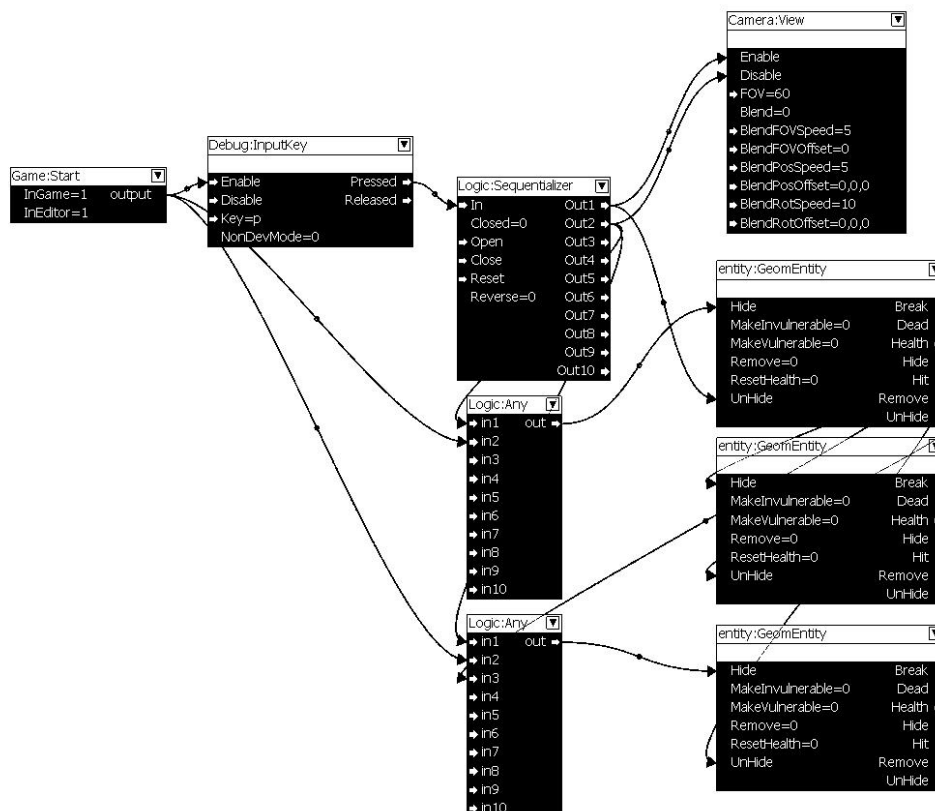 Game:Start
InGame=1 output
InEditor=1
Debug:InputKey
Enable Pressed
Disable Released
Key=p
NonDevMode=0
Logic:Sequentializer
In Out1
Closed=0 Out2
Open Out3
Close Out4
Reset Out5
Reverse=0 Out6
Out7
Out8
Out9
Out10
Camera:View
Enable
Disable
FOV=60
Blend=0
BlendFOVSpeed=5
BlendFOVOffset=0
BlendPosSpeed=5
BlendPosOffset=0,0,0
BlendRotSpeed=10
BlendRotOffset=0,0,0
Logic:Any
in1 out
in2
in3
in4
in5
in6
in7
in8
in9
in10
Logic:Any
in1 out
in2
in3
in4
in5
in6
in7
in8
in9
in10
entity:GeomEntity
Hide Break
MakeInvulnerable=0 Dead
MakeVulnerable=0 Health
Remove=0 Hide
ResetHealth=0 Hit
UnHide Remove
UnHide
entity:GeomEntity
Hide Break
MakeInvulnerable=0 Dead
MakeVulnerable=0 Health
Remove=0 Hide
ResetHealth=0 Hit
UnHide Remove
UnHide
entity:GeomEntity
Hide Break
MakeInvulnerable=0 Dead
MakeVulnerable=0 Health
Remove=0 Hide
ResetHealth=0 Hit
UnHide Remove
UnHide